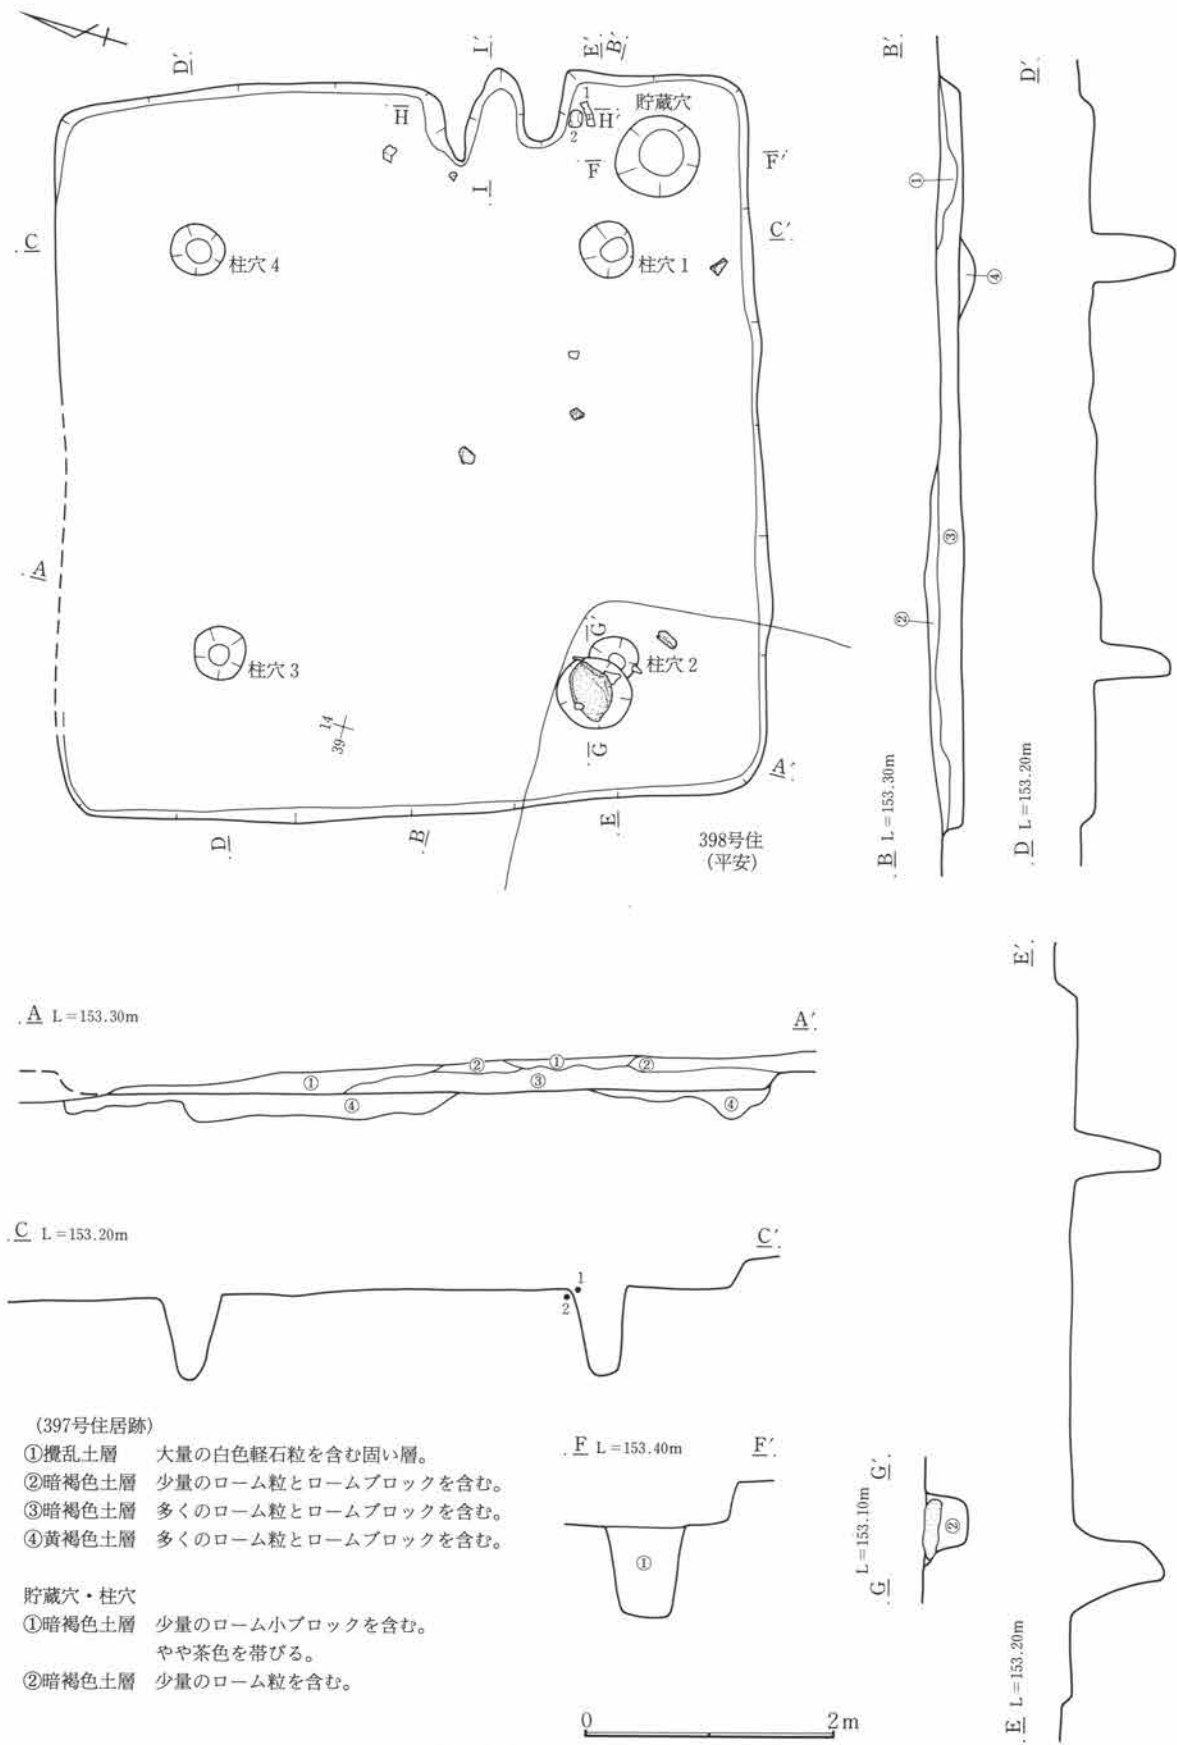 D′
I′
E′
B′
H
1
H′
2
貯蔵穴
F
F′
I
C
C′
柱穴 4
柱穴 1
A
G′
柱穴 2
柱穴 3
14
39
G
A′
D
B
E
398号住
(平安)
B′
①
④
③
②
B L=153.30m
D′
D L=153.20m
A L=153.30m
A′
① ② ① ② ③ ④ ④
C L=153.20m
C′
1
2
E′
E L=153.20m
(397号住居跡)
①攪乱土層 大量の白色軽石粒を含む固い層。
②暗褐色土層 少量のローム粒とロームブロックを含む。
③暗褐色土層 多くのローム粒とロームブロックを含む。
④黄褐色土層 多くのローム粒とロームブロックを含む。
貯蔵穴・柱穴
①暗褐色土層 少量のローム小ブロックを含む。
やや茶色を帯びる。
②暗褐色土層 少量のローム粒を含む。
F L=153.40m
F′
①
G′
②
G L=153.10m
0 2m